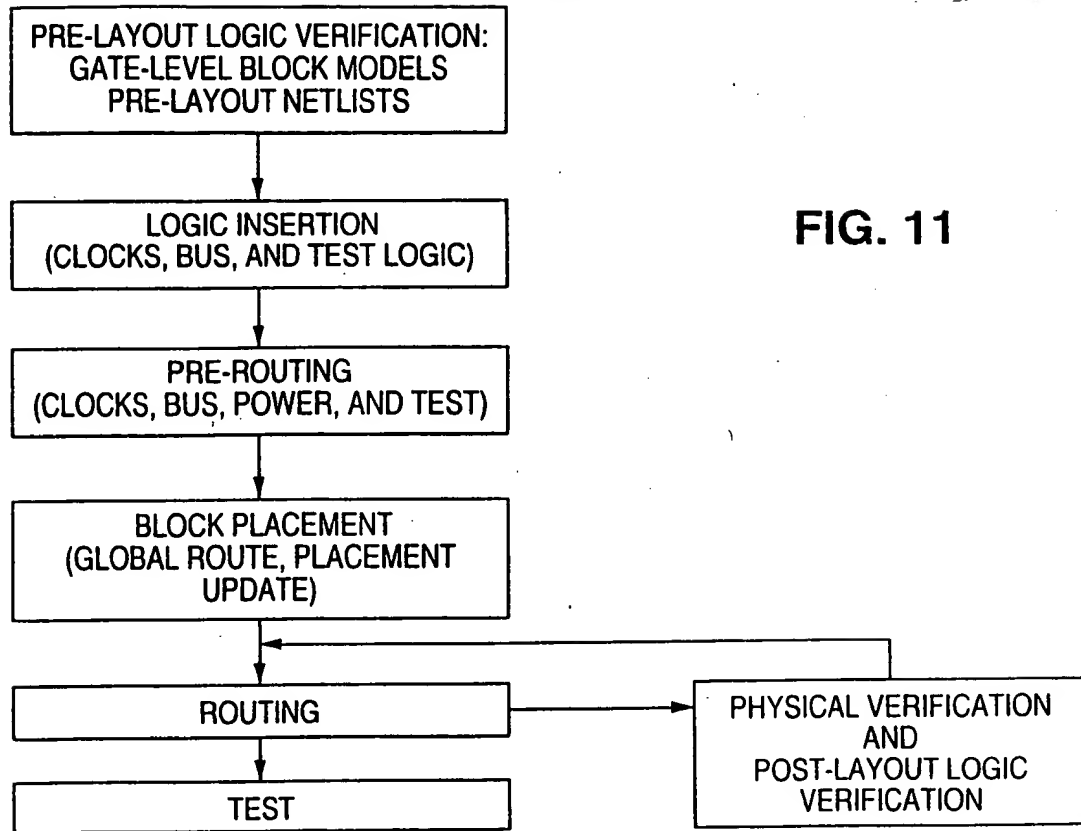 PRE-LAYOUT LOGIC VERIFICATION:
GATE-LEVEL BLOCK MODELS
PRE-LAYOUT NETLISTS
LOGIC INSERTION
(CLOCKS, BUS, AND TEST LOGIC)
FIG. 11
PRE-ROUTING
(CLOCKS, BUS, POWER, AND TEST)
BLOCK PLACEMENT
(GLOBAL ROUTE, PLACEMENT
UPDATE)
ROUTING
PHYSICAL VERIFICATION
AND
POST-LAYOUT LOGIC
VERIFICATION
TEST